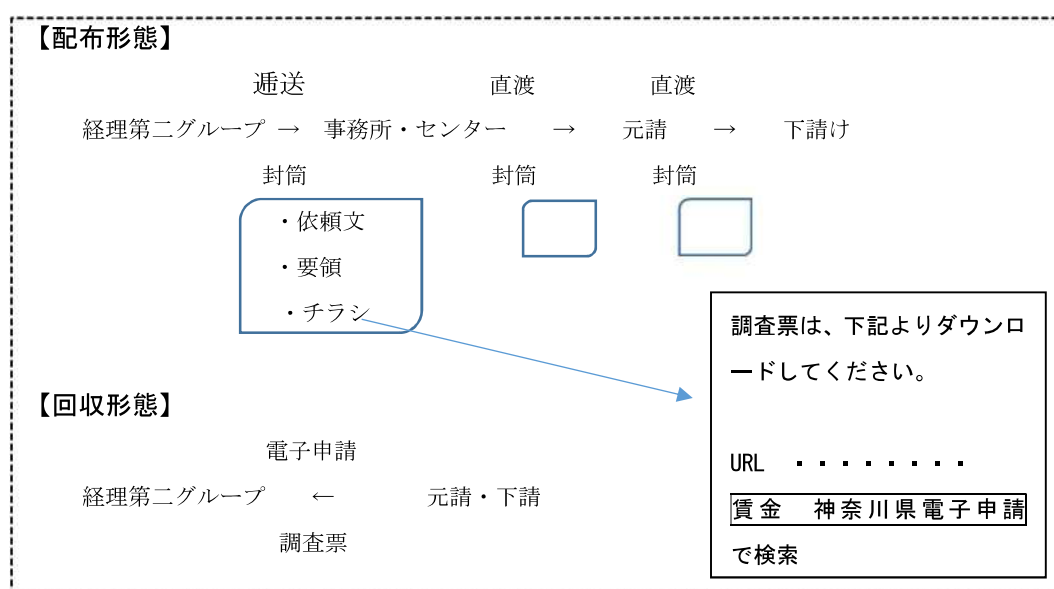 【配布形態】
逓送 直渡 直渡
経理第二グループ → 事務所・センター → 元請 → 下請け
封筒 封筒 封筒
・依頼文
・要領
・チラシ
調査票は、下記よりダウンロ
ードしてください。
URL ・・・・・・・・
賃金 神奈川県電子申請
で検索
【回収形態】
電子申請
経理第二グループ ← 元請・下請
調査票